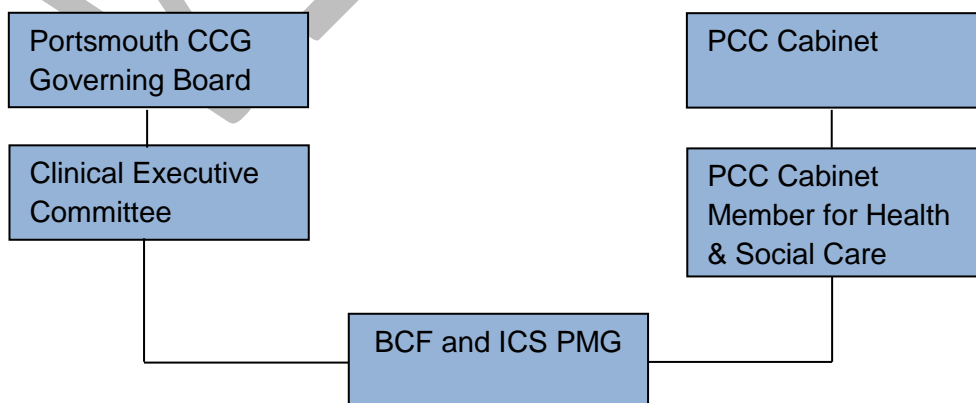 Portsmouth CCG
Governing Board
PCC Cabinet
Clinical Executive
Committee
PCC Cabinet
Member for Health
& Social Care
BCF and ICS PMG